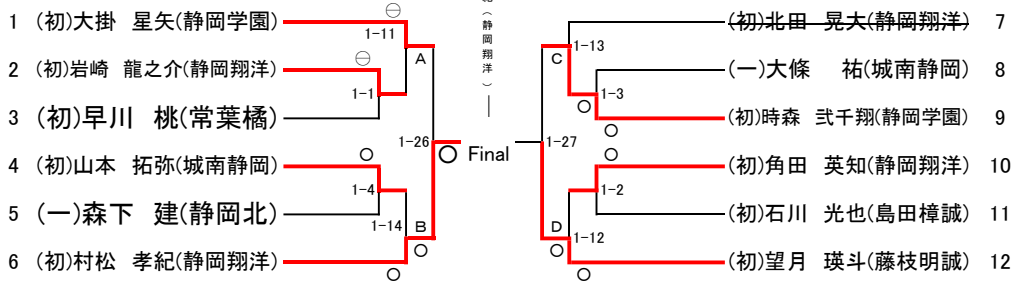 1 (初)大掛 星矢(静岡学園)
2 (初)岩崎 龍之介(静岡翔洋)
3 (初)早川 桃(常葉橘)
4 (初)山本 拓弥(城南静岡)
5 (一)森下 建(静岡北)
6 (初)村松 孝紀(静岡翔洋)
1-11
A
1-1
1-26
1-4
1-14
B
Final
(静岡翔洋)
C
1-13
1-3
1-27
1-2
D
1-12
(初)北田 晃大(静岡翔洋) 7
(一)大條 祐(城南静岡) 8
(初)時森 弐千翔(静岡学園) 9
(初)角田 英知(静岡翔洋) 10
(初)石川 光也(島田樟誠) 11
(初)望月 瑛斗(藤枝明誠) 12